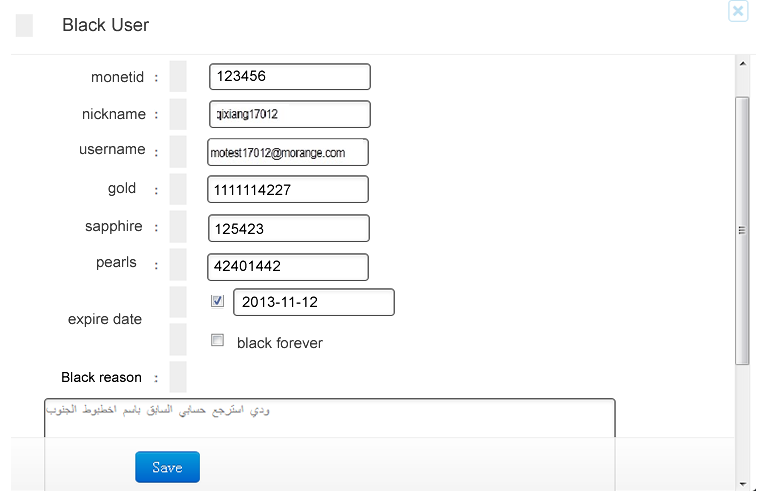 Black User
monetid : 123456
nickname : qixiang17012
username : motest17012@morange.com
gold : 1111114227
sapphire : 125423
pearls : 42401442
expire date 2013-11-12
black forever
Black reason :
ودي استرجع حسابي السابق باسم اخطبوط الجنوب
Save